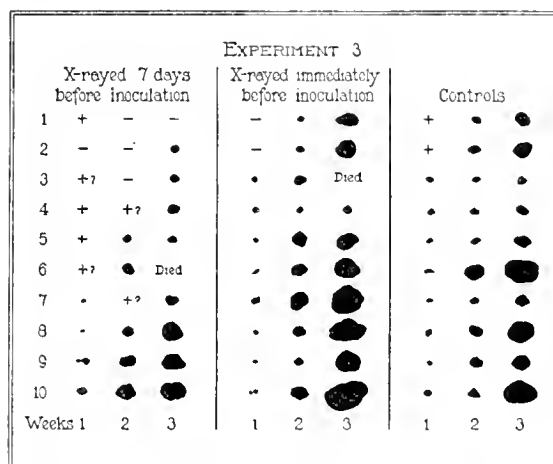 EXPERIMENT 3
X-rayed 7 days before inoculation
X-rayed immediately before inoculation
Controls
1 + - - - +
2 - - - +
3 +? - Died
4 + +?
5 +
6 +? Died
7 +?
8
9
10
Weeks 1 2 3 1 2 3 1 2 3